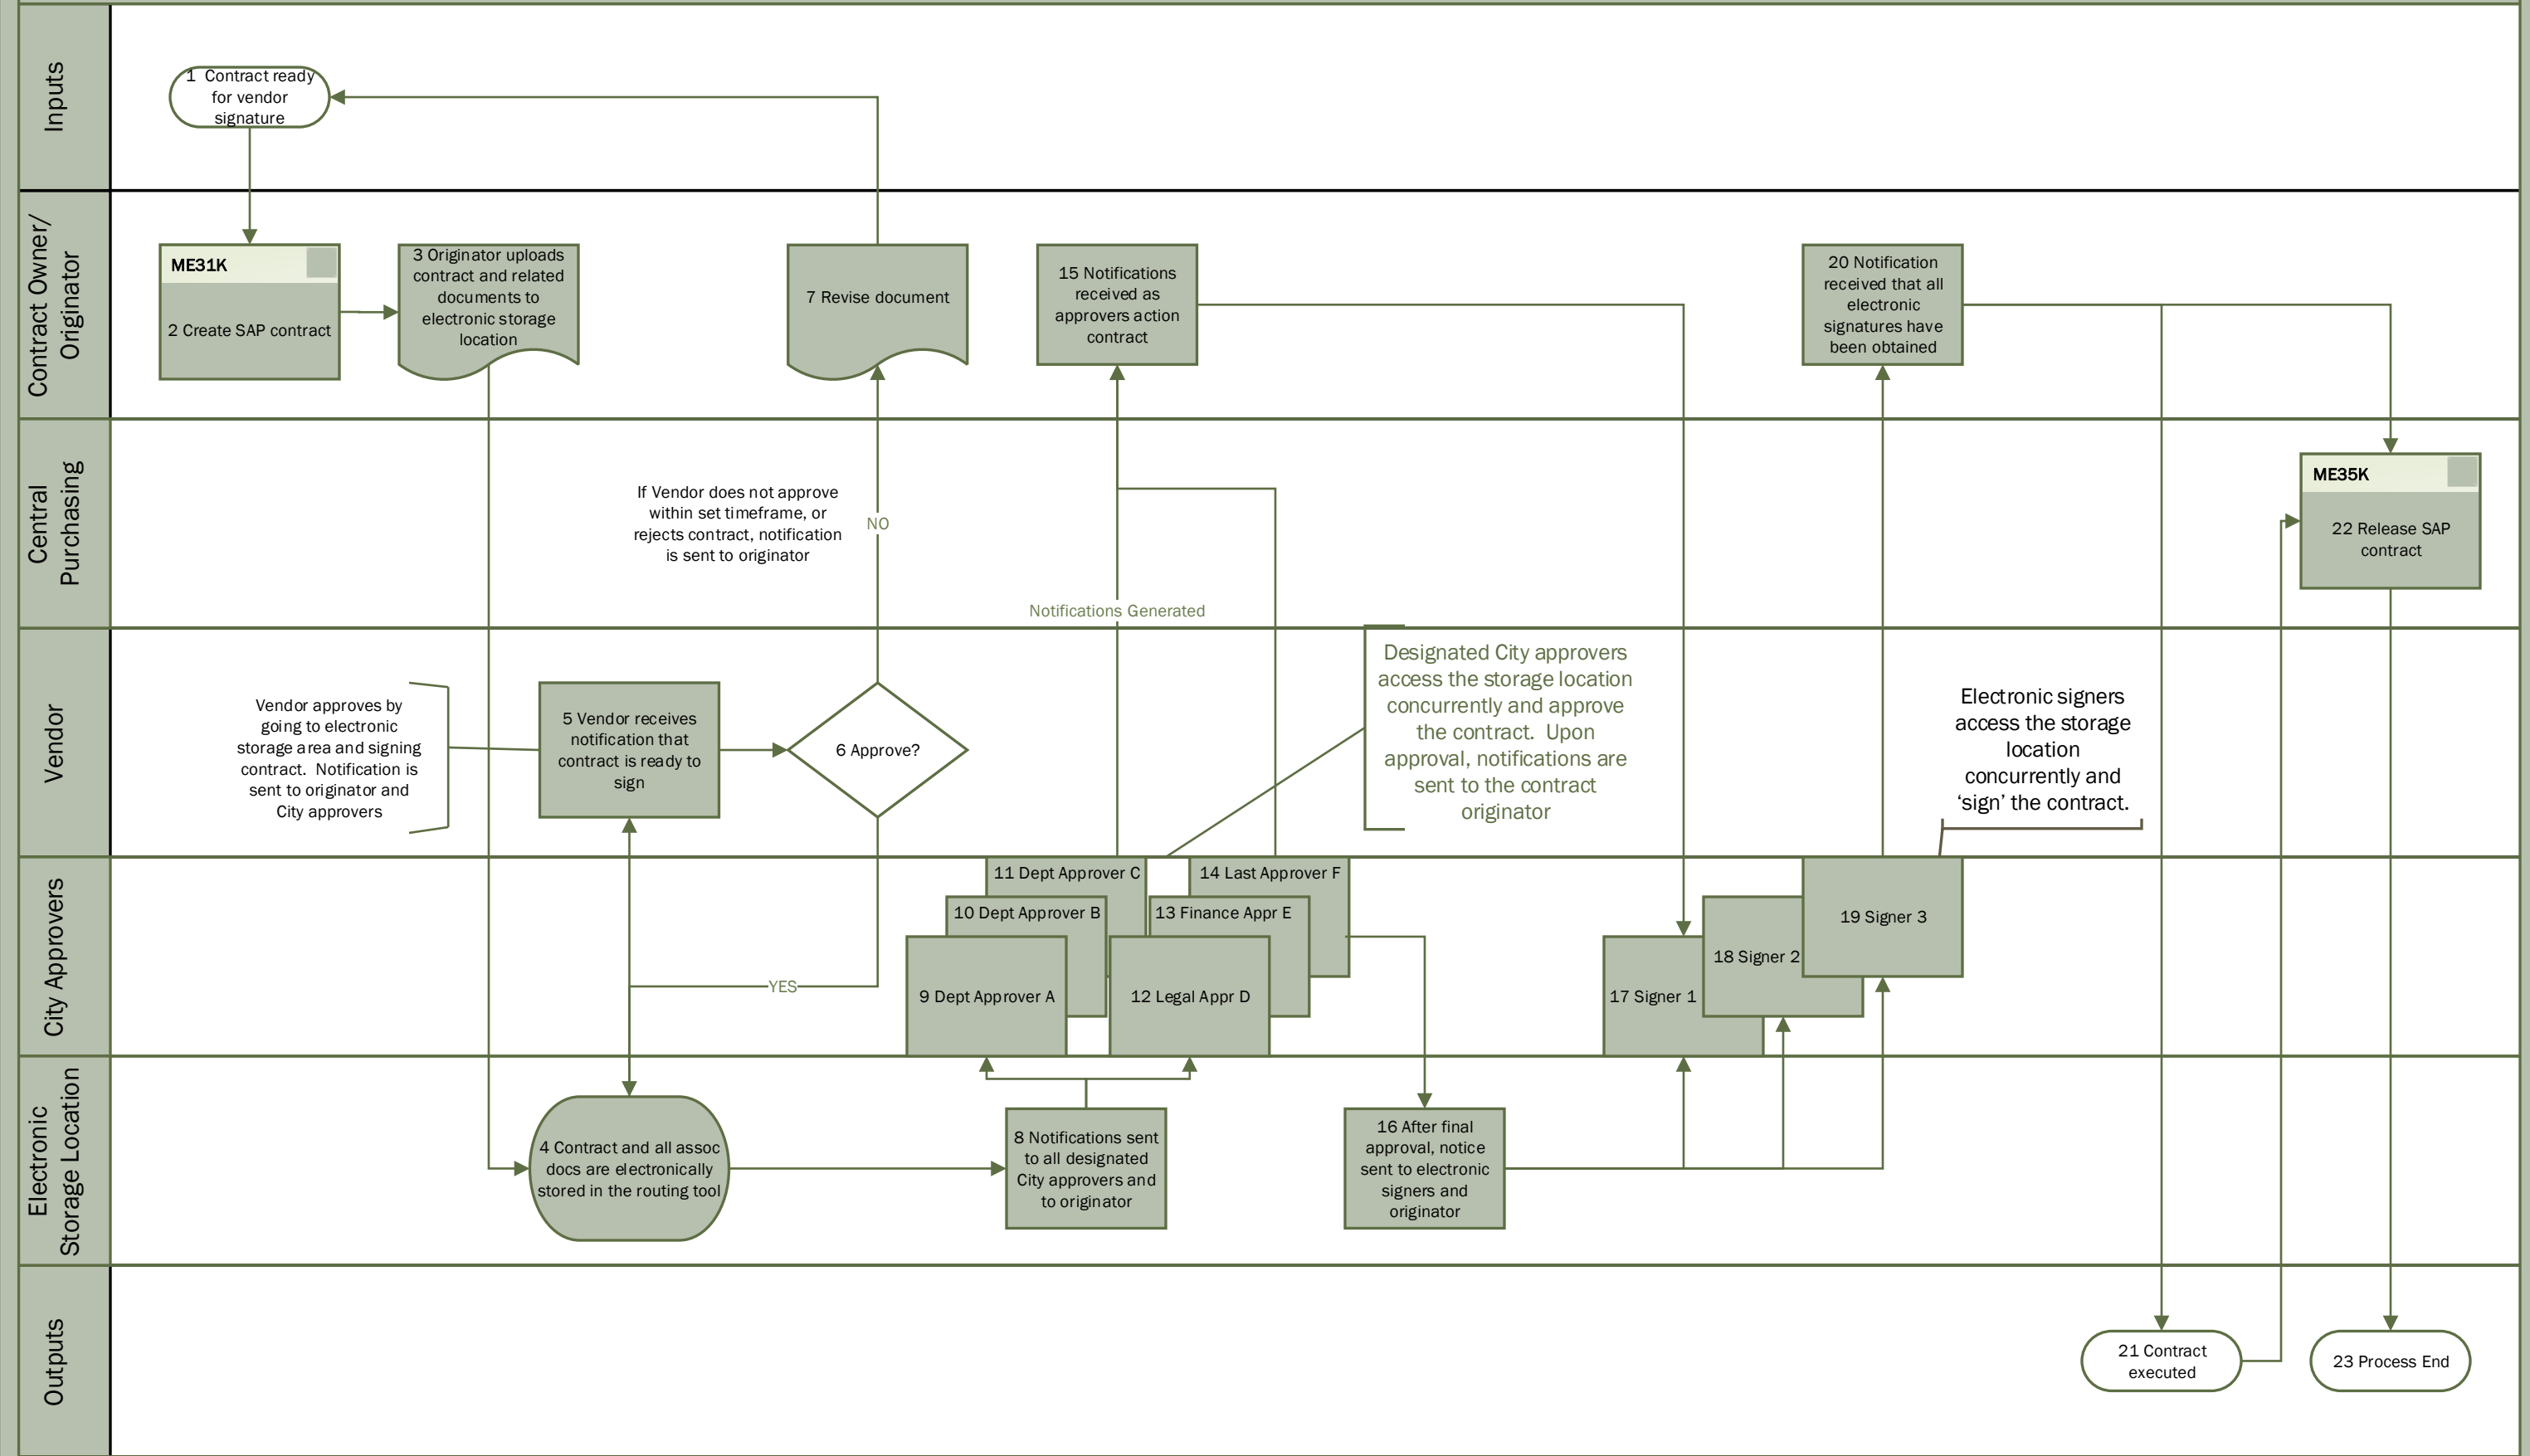 Inputs
1 Contract ready
for vendor
signature
Contract Owner/
Originator
ME31K
2 Create SAP contract
3 Originator uploads
contract and related
documents to
electronic storage
location
7 Revise document
15 Notifications
received as
approvers action
contract
20 Notification
received that all
electronic
signatures have
been obtained
Central
Purchasing
If Vendor does not approve
within set timeframe, or
rejects contract, notification
is sent to originator
NO
Notifications Generated
ME35K
22 Release SAP
contract
Vendor
Vendor approves by
going to electronic
storage area and signing
contract. Notification is
sent to originator and
City approvers
5 Vendor receives
notification that
contract is ready to
sign
6 Approve?
Designated City approvers
access the storage location
concurrently and approve
the contract. Upon
approval, notifications are
sent to the contract
originator
Electronic signers
access the storage
location
concurrently and
‘sign’ the contract.
City Approvers
YES
11 Dept Approver C
10 Dept Approver B
9 Dept Approver A
14 Last Approver F
13 Finance Appr E
12 Legal Appr D
17 Signer 1
18 Signer 2
19 Signer 3
Electronic
Storage Location
4 Contract and all assoc
docs are electronically
stored in the routing tool
8 Notifications sent
to all designated
City approvers and
to originator
16 After final
approval, notice
sent to electronic
signers and
originator
Outputs
21 Contract
executed
23 Process End